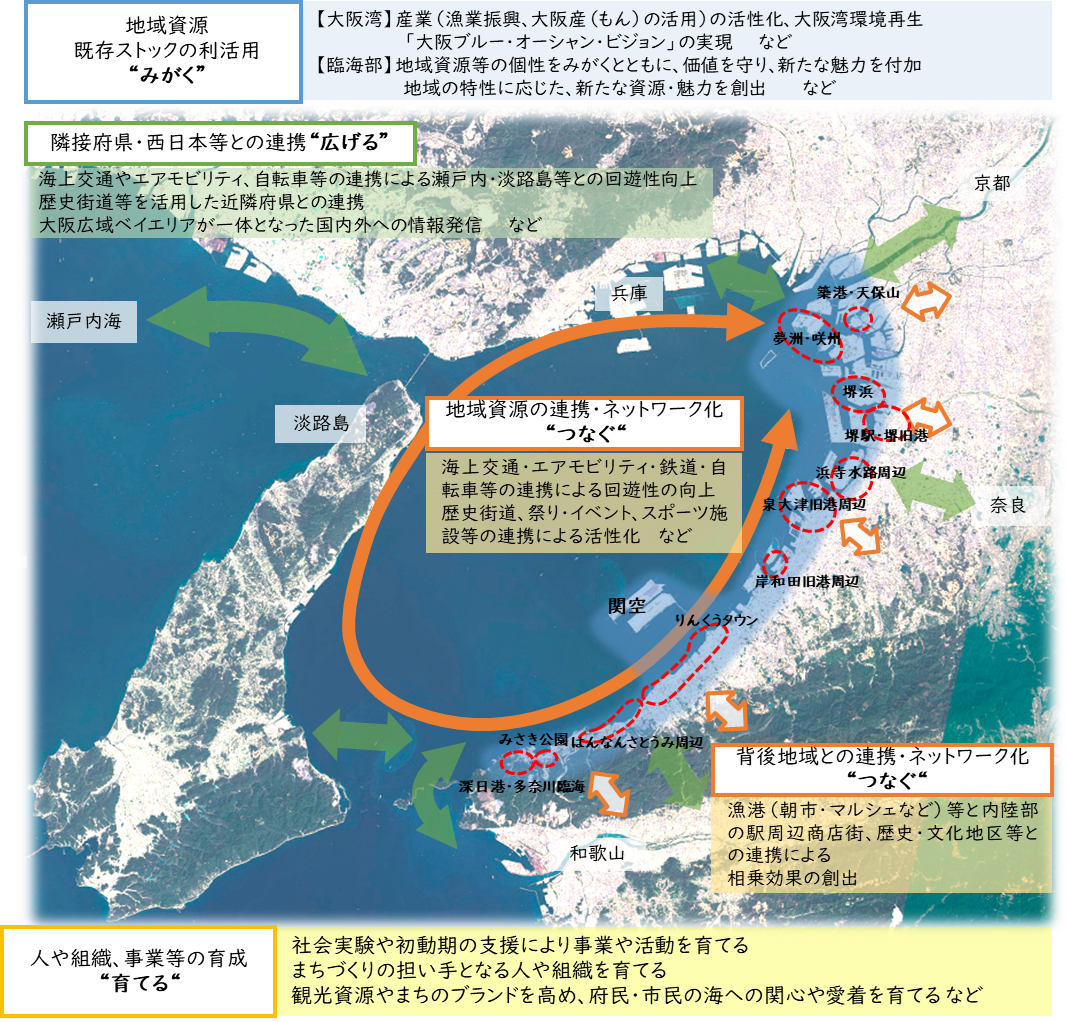 地域資源
既存ストックの利活用
“みがく”
【大阪湾】産業（漁業振興、大阪産（もん）の活用）の活性化、大阪湾環境再生
「大阪ブルー・オーシャン・ビジョン」の実現　など
【臨海部】地域資源等の個性をみがくとともに、価値を守り、新たな魅力を付加
地域の特性に応じた、新たな資源・魅力を創出　　など
隣接府県・西日本等との連携“広げる”
海上交通やエアモビリティ、自転車等の連携による瀬戸内・淡路島等との回遊性向上
歴史街道等を活用した近隣府県との連携
大阪広域ベイエリアが一体となった国内外への情報発信　など
京都
兵庫
築港・天保山
瀬戸内海
夢洲・咲州
淡路島
堺浜
地域資源の連携・ネットワーク化
“つなぐ“
堺駅・堺旧港
海上交通・エアモビリティ・鉄道・自
転車等の連携による回遊性の向上
歴史街道、祭り・イベント、スポーツ施
設等の連携による活性化　など
浜寺水路周辺
泉大津旧港周辺
奈良
岸和田旧港周辺
関空
りんくうタウン
みさき公園
はんなんさとうみ周辺
深日港・多奈川臨海
背後地域との連携・ネットワーク化
“つなぐ“
漁港（朝市・マルシェなど）等と内陸部
の駅周辺商店街、歴史・文化地区等と
の連携による
相乗効果の創出
和歌山
人や組織、事業等の育成
“育てる“
社会実験や初動期の支援により事業や活動を育てる
まちづくりの担い手となる人や組織を育てる
観光資源やまちのブランドを高め、府民・市民の海への関心や愛着を育てる など